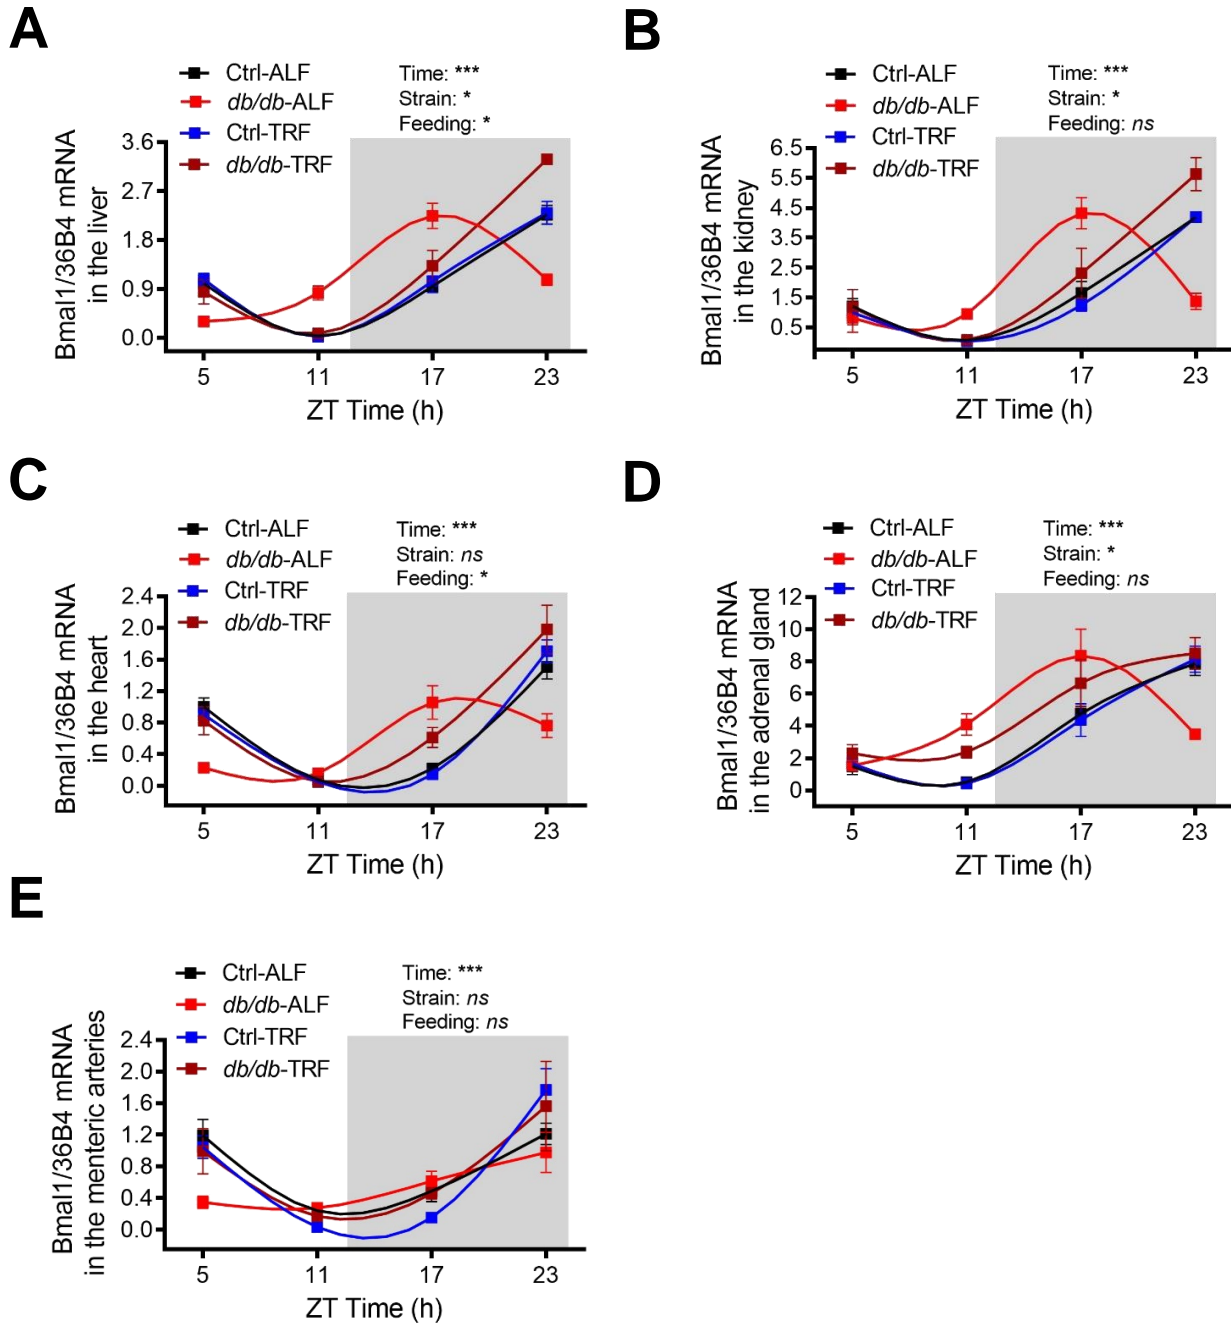 A
Ctrl-ALF
db/db-ALF
Ctrl-TRF
db/db-TRF
Time: ***
Strain: *
Feeding: *
Bmal1/36B4 mRNA
in the liver
3.6
2.7
1.8
0.9
0.0
5 11 17 23
ZT Time (h)
B
Ctrl-ALF
db/db-ALF
Ctrl-TRF
db/db-TRF
Time: ***
Strain: *
Feeding: ns
Bmal1/36B4 mRNA
in the kidney
6.5
5.5
4.5
3.5
2.5
1.5
0.5
5 11 17 23
ZT Time (h)
C
Ctrl-ALF
db/db-ALF
Ctrl-TRF
db/db-TRF
Time: ***
Strain: ns
Feeding: *
Bmal1/36B4 mRNA
in the heart
2.4
2.0
1.6
1.2
0.8
0.4
0.0
5 11 17 23
ZT Time (h)
D
Ctrl-ALF
db/db-ALF
Ctrl-TRF
db/db-TRF
Time: ***
Strain: *
Feeding: ns
Bmal1/36B4 mRNA
in the adrenal gland
12
10
8
6
4
2
0
5 11 17 23
ZT Time (h)
E
Ctrl-ALF
db/db-ALF
Ctrl-TRF
db/db-TRF
Time: ***
Strain: ns
Feeding: ns
Bmal1/36B4 mRNA
in the menteric arteries
2.4
2.0
1.6
1.2
0.8
0.4
0.0
5 11 17 23
ZT Time (h)